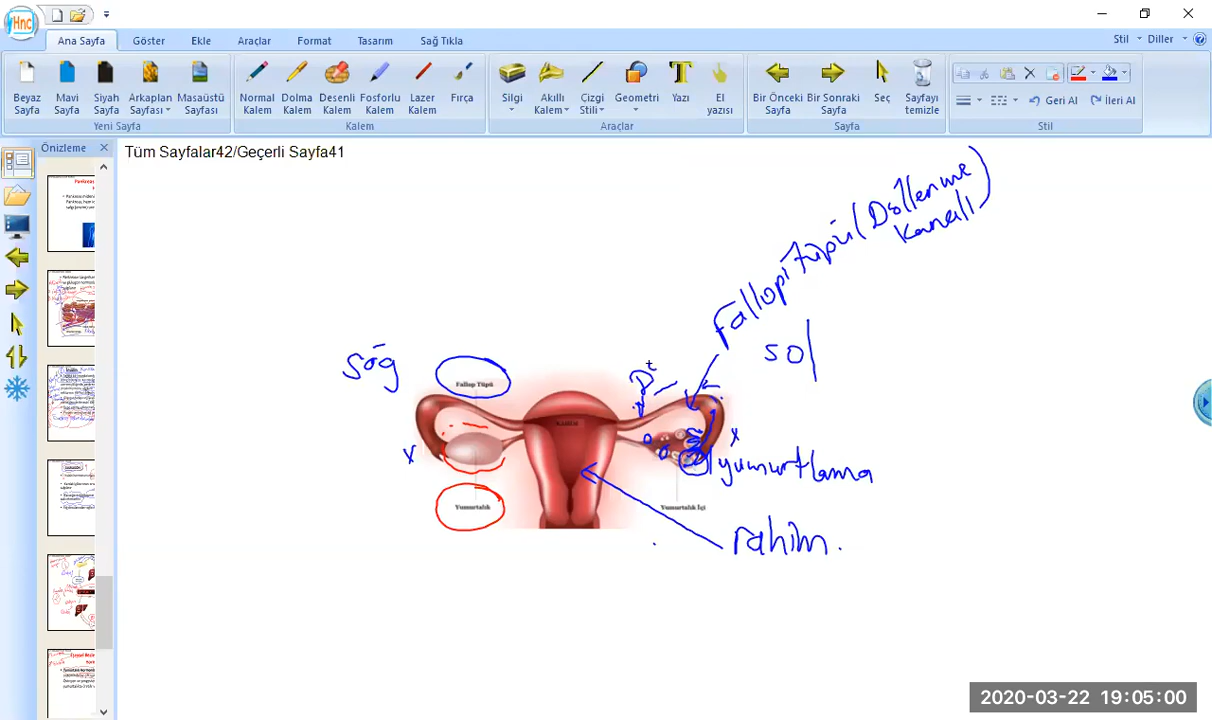 Hnc
Ana Sayfa Göster Ekle Araçlar Format Tasarım Sağ Tıkla
Stil Diller
Beyaz Sayfa
Mavi Sayfa
Siyah Sayfa
Arkaplan Sayfası
Masaüstü Sayfası
Yeni Sayfa
Normal Kalem
Dolma Kalem
Desenli Kalem
Fosforlu Kalem
Lazer Kalem
Fırça
Kalem
Silgi
Akıllı Kalem
Çizgi Stili
Geometri
Yazı
El yazısı
Araçlar
Bir Önceki Sayfa
Bir Sonraki Sayfa
Seç
Sayfayı temizle
Sayfa
Geri Al
İleri Al
Stil
Önizleme
Tüm Sayfalar42/Geçerli Sayfa41
Fallopi tüpü (Döllenme
kanalı)
sağ
sol
Fallop Tüpü
RAHİM
x
x
yumurtlama
Yumurtalık
Yumurtalık İçi
rahim.
2020-03-22 19:05:00